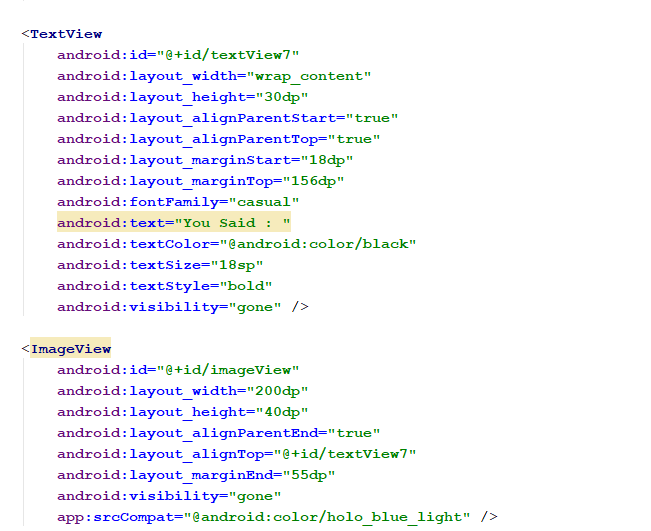 <TextView
android:id="@+id/textView7"
android:layout_width="wrap_content"
android:layout_height="30dp"
android:layout_alignParentStart="true"
android:layout_alignParentTop="true"
android:layout_marginStart="18dp"
android:layout_marginTop="156dp"
android:fontFamily="casual"
android:text="You Said : "
android:textColor="@android:color/black"
android:textSize="18sp"
android:textStyle="bold"
android:visibility="gone" />
<ImageView
android:id="@+id/imageView"
android:layout_width="200dp"
android:layout_height="40dp"
android:layout_alignParentEnd="true"
android:layout_alignTop="@+id/textView7"
android:layout_marginEnd="55dp"
android:visibility="gone"
app:srcCompat="@android:color/holo_blue_light" />